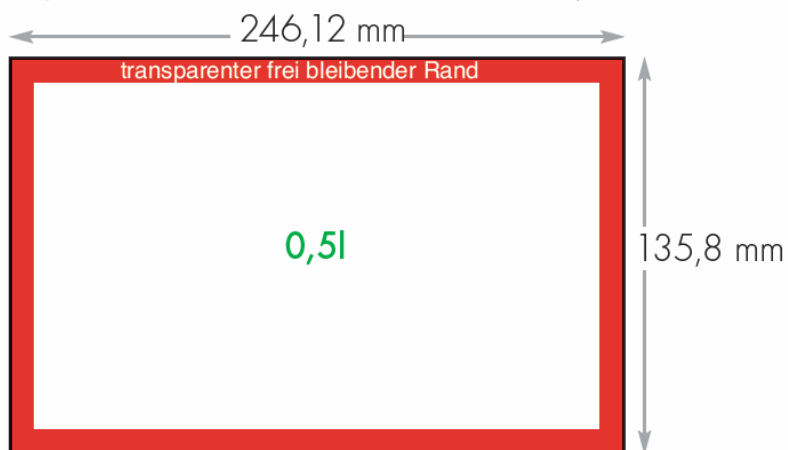 246,12 mm
transparenter frei bleibender Rand
0,5l
135,8 mm